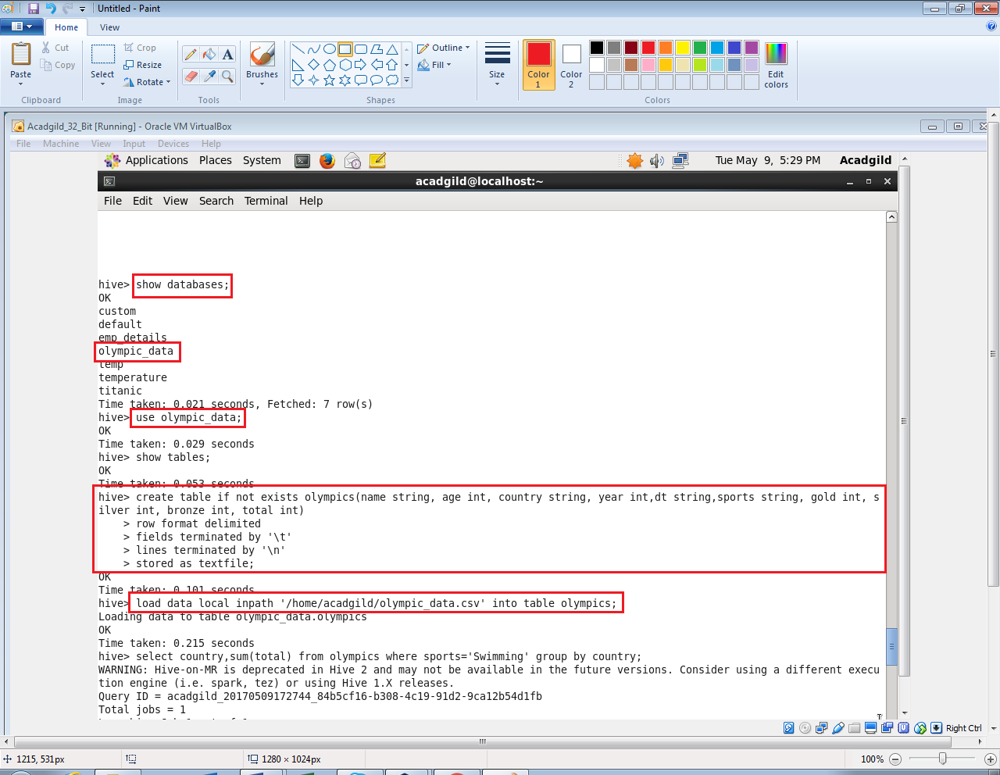 Untitled - Paint
Home
View
Paste
Cut
Copy
Clipboard
Select
Crop
Resize
Rotate
Image
Tools
Brushes
Outline
Fill
Shapes
Size
Color 1
Color 2
Edit colors
Colors
Acadgild_32_Bit [Running] - Oracle VM VirtualBox
File Machine View Input Devices Help
Applications Places System
Tue May 9, 5:29 PM Acadgild
acadgild@localhost:~
File Edit View Search Terminal Help
hive> show databases;
OK
custom
default
emp_details
olympic_data
temp
temperature
titanic
Time taken: 0.021 seconds, Fetched: 7 row(s)
hive> use olympic_data;
OK
Time taken: 0.029 seconds
hive> show tables;
OK
Time taken: 0.053 seconds
hive> create table if not exists olympics(name string, age int, country string, year int,dt string,sports string, gold int, s
ilver int, bronze int, total int)
> row format delimited
> fields terminated by '\t'
> lines terminated by '\n'
> stored as textfile;
OK
Time taken: 0.101 seconds
hive> load data local inpath '/home/acadgild/olympic_data.csv' into table olympics;
Loading data to table olympic_data.olympics
OK
Time taken: 0.215 seconds
hive> select country,sum(total) from olympics where sports='Swimming' group by country;
WARNING: Hive-on-MR is deprecated in Hive 2 and may not be available in the future versions. Consider using a different execu
tion engine (i.e. spark, tez) or using Hive 1.X releases.
Query ID = acadgild_20170509172744_84b5cf16-b308-4c19-91d2-9ca12b54d1fb
Total jobs = 1
Right Ctrl
1215, 531px
1280 × 1024px
100%